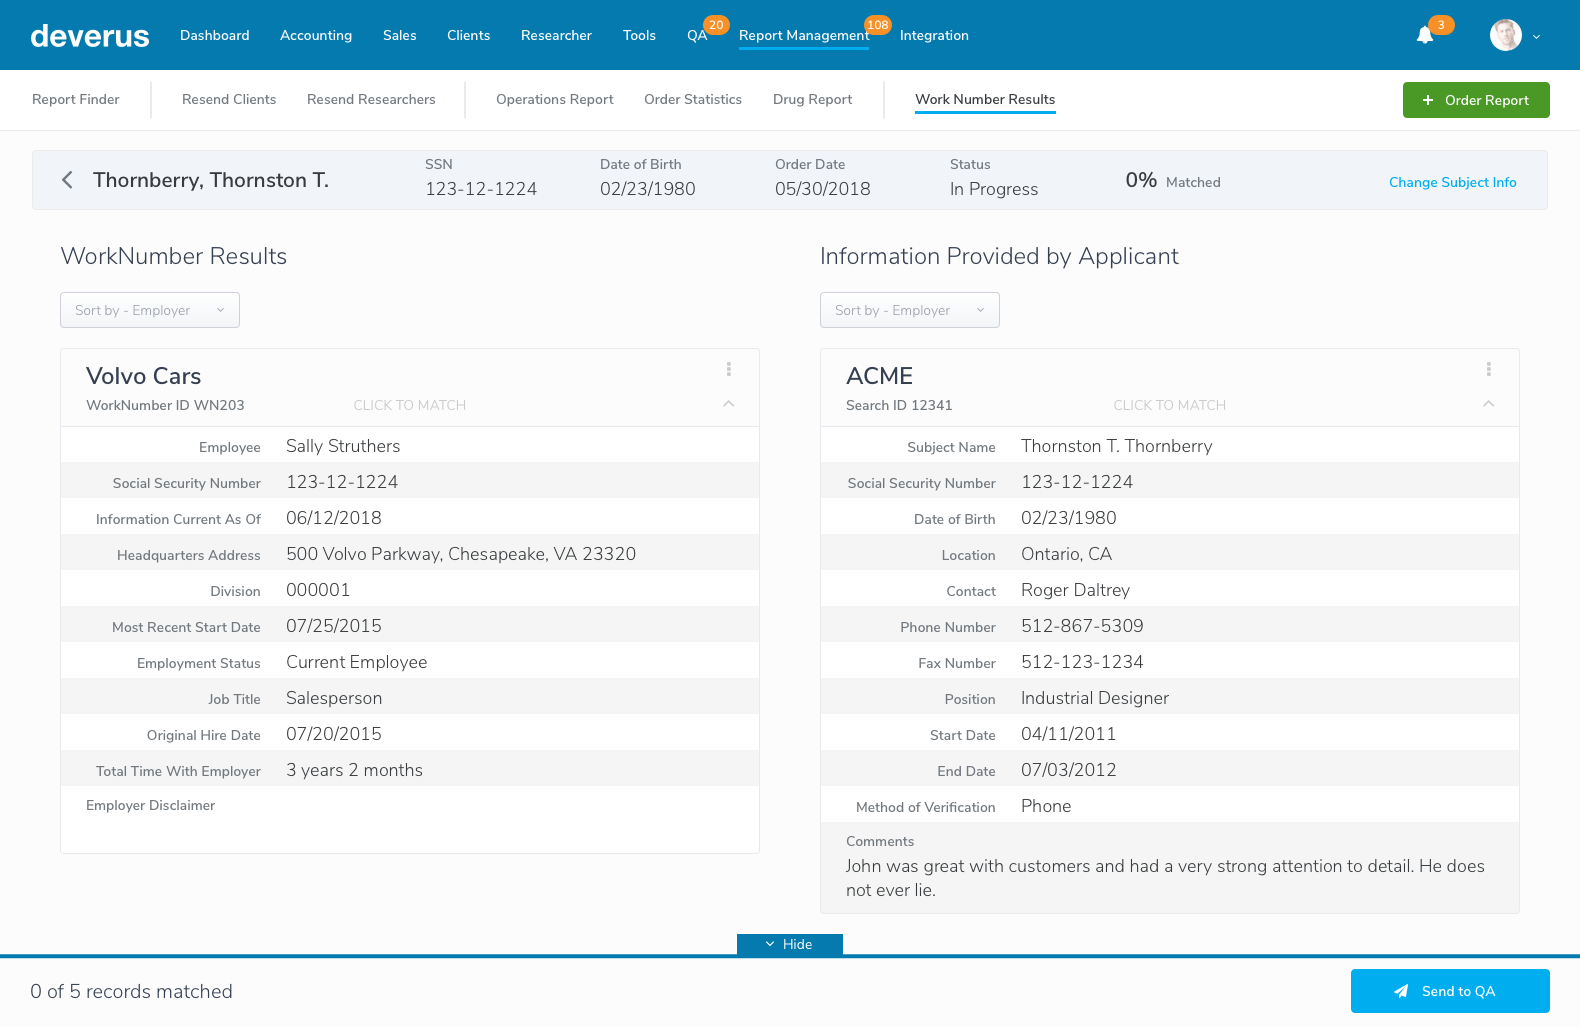 deverus
Dashboard
Accounting
Sales
Clients
Researcher
Tools
QA
20
Report Management
108
Integration
3
Report Finder
Resend Clients
Resend Researchers
Operations Report
Order Statistics
Drug Report
Work Number Results
Order Report
Thornberry, Thornston T.
SSN
123-12-1224
Date of Birth
02/23/1980
Order Date
05/30/2018
Status
In Progress
0% Matched
Change Subject Info
WorkNumber Results
Sort by - Employer
Volvo Cars
WorkNumber ID WN203
CLICK TO MATCH
Employee Sally Struthers
Social Security Number 123-12-1224
Information Current As Of 06/12/2018
Headquarters Address 500 Volvo Parkway, Chesapeake, VA 23320
Division 000001
Most Recent Start Date 07/25/2015
Employment Status Current Employee
Job Title Salesperson
Original Hire Date 07/20/2015
Total Time With Employer 3 years 2 months
Employer Disclaimer
Information Provided by Applicant
Sort by - Employer
ACME
Search ID 12341
CLICK TO MATCH
Subject Name Thornston T. Thornberry
Social Security Number 123-12-1224
Date of Birth 02/23/1980
Location Ontario, CA
Contact Roger Daltrey
Phone Number 512-867-5309
Fax Number 512-123-1234
Position Industrial Designer
Start Date 04/11/2011
End Date 07/03/2012
Method of Verification Phone
Comments
John was great with customers and had a very strong attention to detail. He does
not ever lie.
Hide
0 of 5 records matched
Send to QA